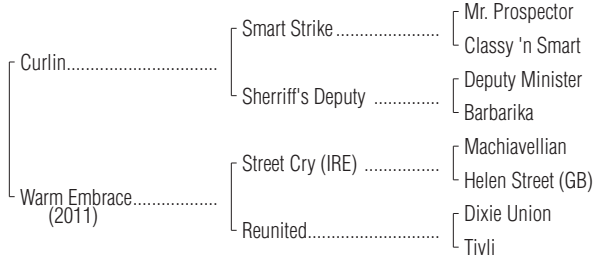 Mr. Prospector
Smart Strike ......................
Classy 'n Smart
Curlin................................
Deputy Minister
Sherriff's Deputy ..............
Barbarika
Machiavellian
Street Cry (IRE) ................
Helen Street (GB)
Warm Embrace..................
(2011)
Dixie Union
Reunited............................
Tivli